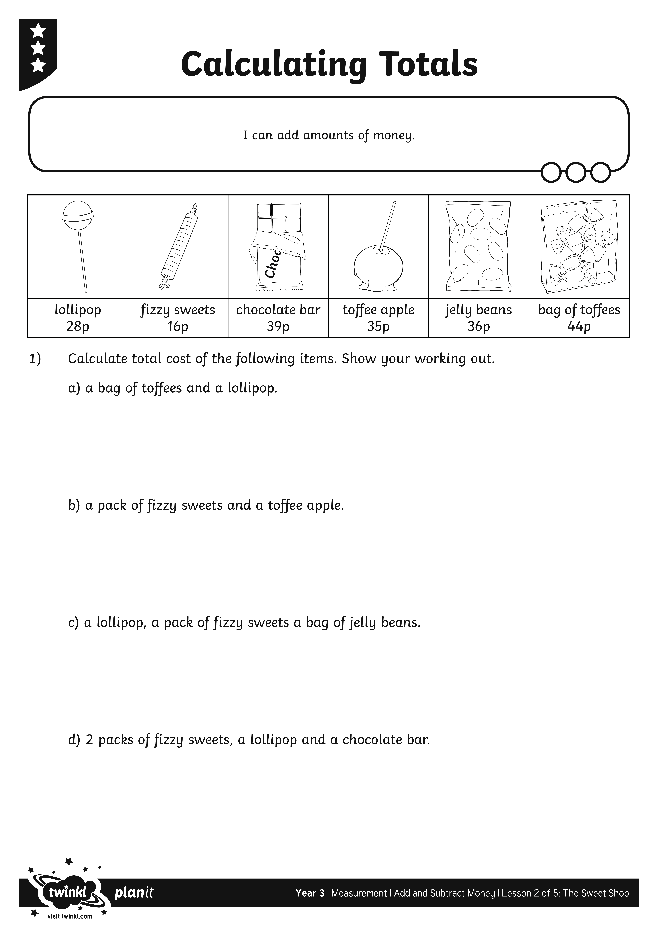 Calculating Totals
I can add amounts of money.
Choc
lollipop
28p
fizzy sweets
16p
chocolate bar
39p
toffee apple
35p
jelly beans
36p
bag of toffees
44p
1) Calculate total cost of the following items. Show your working out.
a) a bag of toffees and a lollipop.
b) a pack of fizzy sweets and a toffee apple.
c) a lollipop, a pack of fizzy sweets a bag of jelly beans.
d) 2 packs of fizzy sweets, a lollipop and a chocolate bar.
twinkl planit
visit twinkl.com
Year 3 Measurement | Add and Subtract Money | Lesson 2 of 5: The Sweet Shop